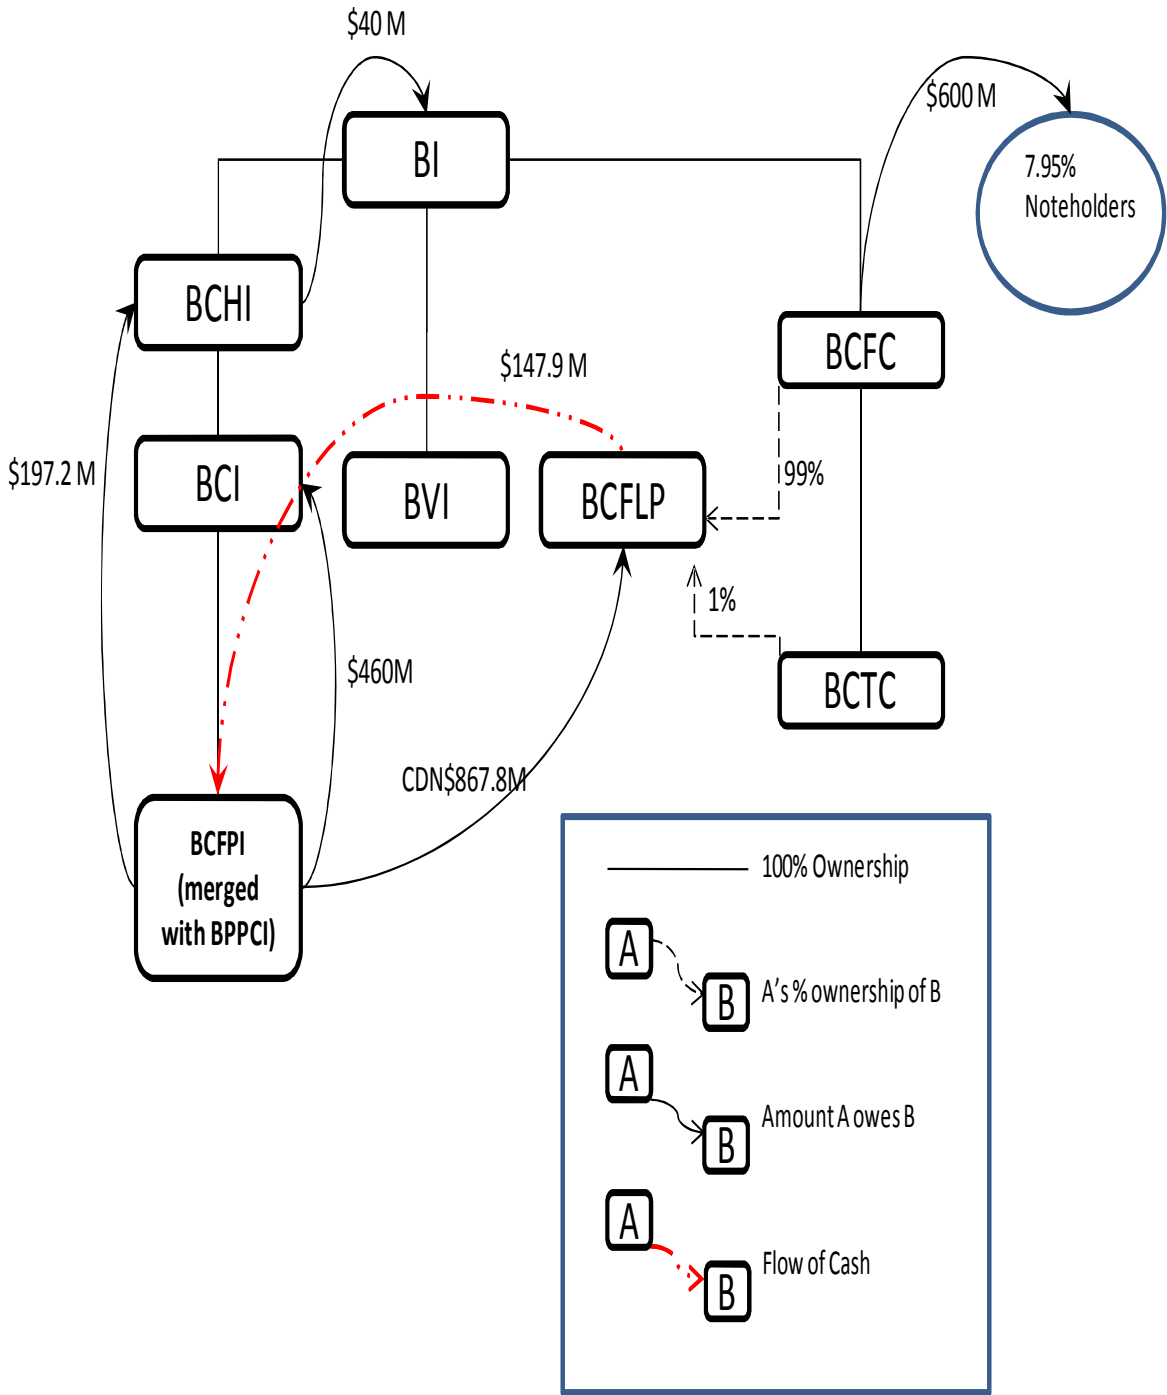 $40 M
$600 M
BI
7.95%
Noteholders
BCHI
BCFC
$147.9 M
$197.2 M
BCI
BVI
BCFLP
99%
1%
$460M
BCTC
CDN$867.8M
BCFPI
(merged
with BPPCI)
100% Ownership
A
B
A's % ownership of B
A
B
Amount A owes B
A
B
Flow of Cash